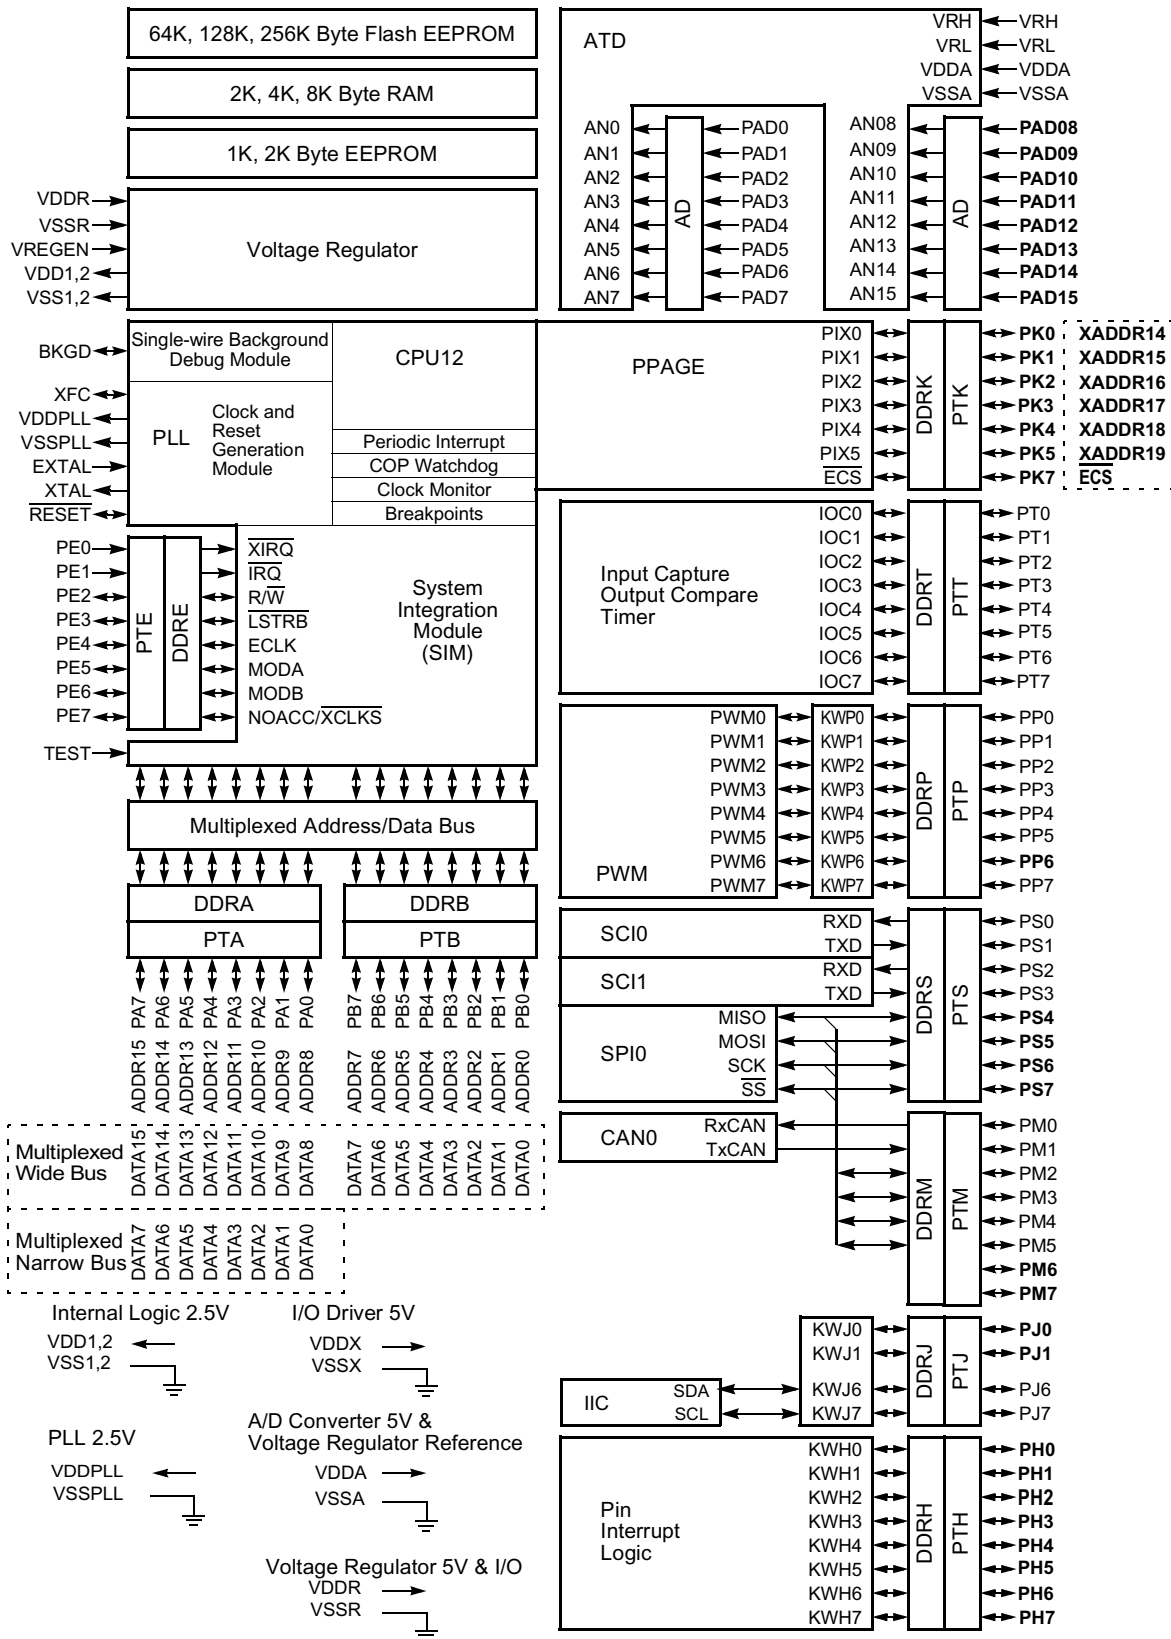 64K, 128K, 256K Byte Flash EEPROM
2K, 4K, 8K Byte RAM
1K, 2K Byte EEPROM
VDDR
VSSR
VREGEN
VDD1,2
VSS1,2
Voltage Regulator
BKGD
XFC
VDDPLL
VSSPLL
EXTAL
XTAL
RESET
Single-wire Background
Debug Module
CPU12
PLL
Clock and
Reset
Generation
Module
Periodic Interrupt
COP Watchdog
Clock Monitor
Breakpoints
PE0
PE1
PE2
PE3
PE4
PE5
PE6
PE7
TEST
PTE
DDRE
XIRQ
IRQ
R/W
LSTRB
ECLK
MODA
MODB
NOACC/XCLKS
System
Integration
Module
(SIM)
Multiplexed Address/Data Bus
DDRA
DDRB
PTA
PTB
PA7 PA6 PA5 PA4 PA3 PA2 PA1 PA0
PB7 PB6 PB5 PB4 PB3 PB2 PB1 PB0
ADDR15 ADDR14 ADDR13 ADDR12 ADDR11 ADDR10 ADDR9 ADDR8
ADDR7 ADDR6 ADDR5 ADDR4 ADDR3 ADDR2 ADDR1 ADDR0
Multiplexed
Wide Bus
DATA15 DATA14 DATA13 DATA12 DATA11 DATA10 DATA9 DATA8
DATA7 DATA6 DATA5 DATA4 DATA3 DATA2 DATA1 DATA0
Multiplexed
Narrow Bus
DATA7 DATA6 DATA5 DATA4 DATA3 DATA2 DATA1 DATA0
Internal Logic 2.5V
VDD1,2
VSS1,2
I/O Driver 5V
VDDX
VSSX
PLL 2.5V
VDDPLL
VSSPLL
A/D Converter 5V &
Voltage Regulator Reference
VDDA
VSSA
Voltage Regulator 5V & I/O
VDDR
VSSR
ATD
VRH VRH
VRL VRL
VDDA VDDA
VSSA VSSA
AN0 PAD0
AN1 PAD1
AN2 PAD2
AN3 PAD3
AN4 PAD4
AN5 PAD5
AN6 PAD6
AN7 PAD7
AD
AN08 PAD08
AN09 PAD09
AN10 PAD10
AN11 PAD11
AN12 PAD12
AN13 PAD13
AN14 PAD14
AN15 PAD15
AD
PPAGE
PIX0 PK0 XADDR14
PIX1 PK1 XADDR15
PIX2 PK2 XADDR16
PIX3 PK3 XADDR17
PIX4 PK4 XADDR18
PIX5 PK5 XADDR19
ECS PK7 ECS
DDRK
PTK
Input Capture
Output Compare
Timer
IOC0 PT0
IOC1 PT1
IOC2 PT2
IOC3 PT3
IOC4 PT4
IOC5 PT5
IOC6 PT6
IOC7 PT7
DDRT
PTT
PWM
PWM0 KWP0 PP0
PWM1 KWP1 PP1
PWM2 KWP2 PP2
PWM3 KWP3 PP3
PWM4 KWP4 PP4
PWM5 KWP5 PP5
PWM6 KWP6 PP6
PWM7 KWP7 PP7
DDRP
PTP
SCI0
RXD PS0
TXD PS1
SCI1
RXD PS2
TXD PS3
SPI0
MISO PS4
MOSI PS5
SCK PS6
SS PS7
DDRS
PTS
CAN0
RxCAN PM0
TxCAN PM1
PM2
PM3
PM4
PM5
PM6
PM7
DDRM
PTM
KWJ0 PJ0
KWJ1 PJ1
IIC
SDA KWJ6 PJ6
SCL KWJ7 PJ7
DDRJ
PTJ
Pin
Interrupt
Logic
KWH0 PH0
KWH1 PH1
KWH2 PH2
KWH3 PH3
KWH4 PH4
KWH5 PH5
KWH6 PH6
KWH7 PH7
DDRH
PTH